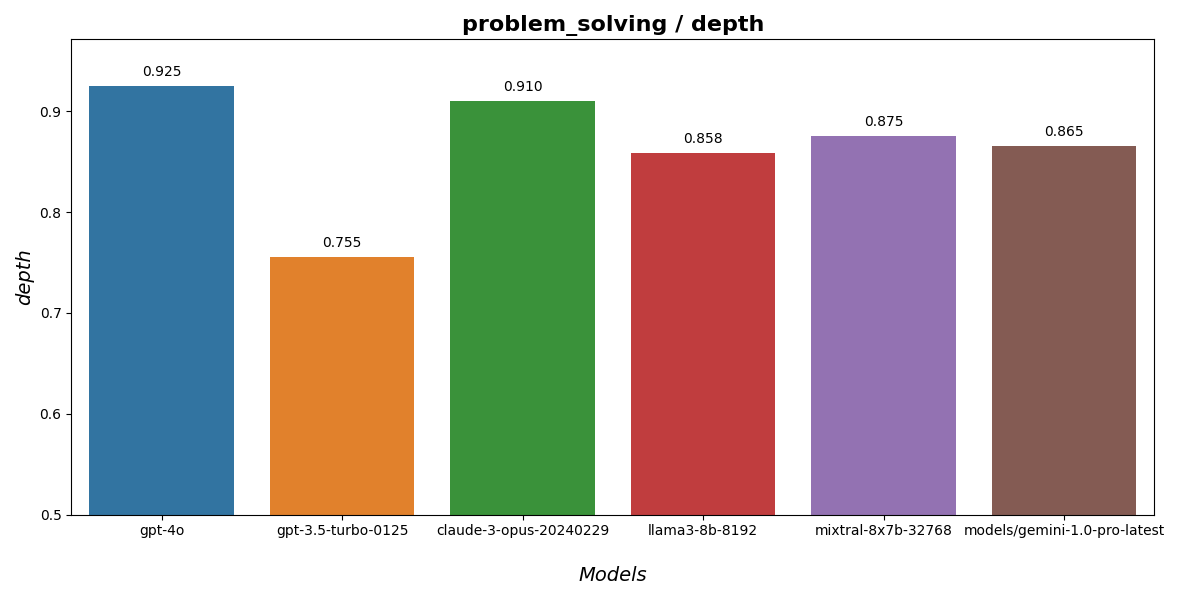 problem_solving / depth
0.925
0.755
0.910
0.858
0.875
0.865
depth
0.9
0.8
0.7
0.6
0.5
gpt-4o
gpt-3.5-turbo-0125
claude-3-opus-20240229
llama3-8b-8192
mixtral-8x7b-32768
models/gemini-1.0-pro-latest
Models